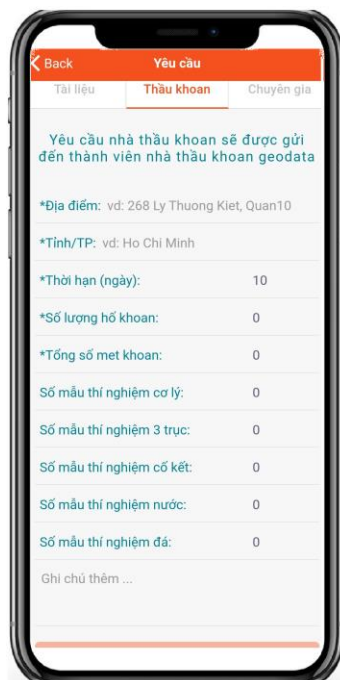 Back
Yêu cầu
Tài liệu
Thầu khoan
Chuyên gia
Yêu cầu nhà thầu khoan sẽ được gửi
đến thành viên nhà thầu khoan geodata
*Địa điểm: vd: 268 Ly Thuong Kiet, Quan10
*Tỉnh/TP: vd: Ho Chi Minh
*Thời hạn (ngày): 10
*Số lượng hố khoan: 0
*Tổng số met khoan: 0
Số mẫu thí nghiệm cơ lý: 0
Số mẫu thí nghiệm 3 trục: 0
Số mẫu thí nghiệm cố kết: 0
Số mẫu thí nghiệm nước: 0
Số mẫu thí nghiệm đá: 0
Ghi chú thêm ...